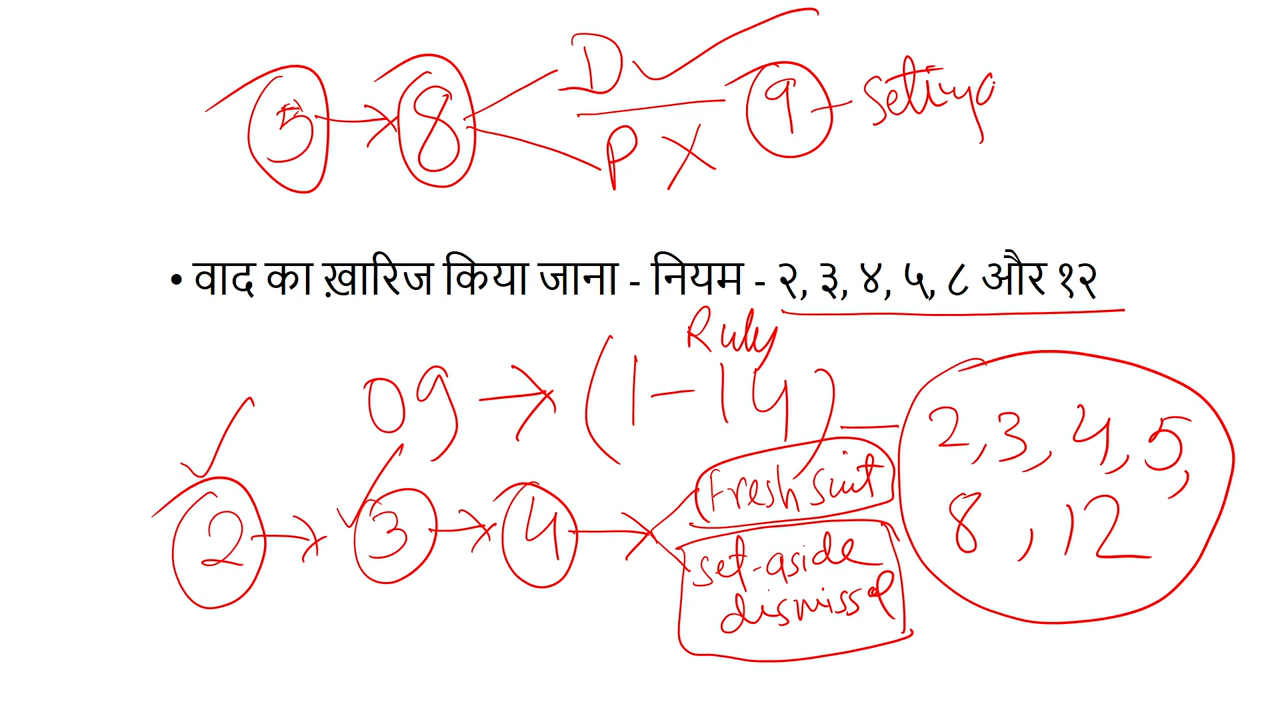 5 8 D 9 setting
P X
• वाद का ख़ारिज किया जाना - नियम - २, ३, ४, ५, ८ और १२
Ruly
09 → (1-14) 2, 3, 4, 5,
8, 12
2 → 3 → 4 → Fresh suit
set-aside
dismissal